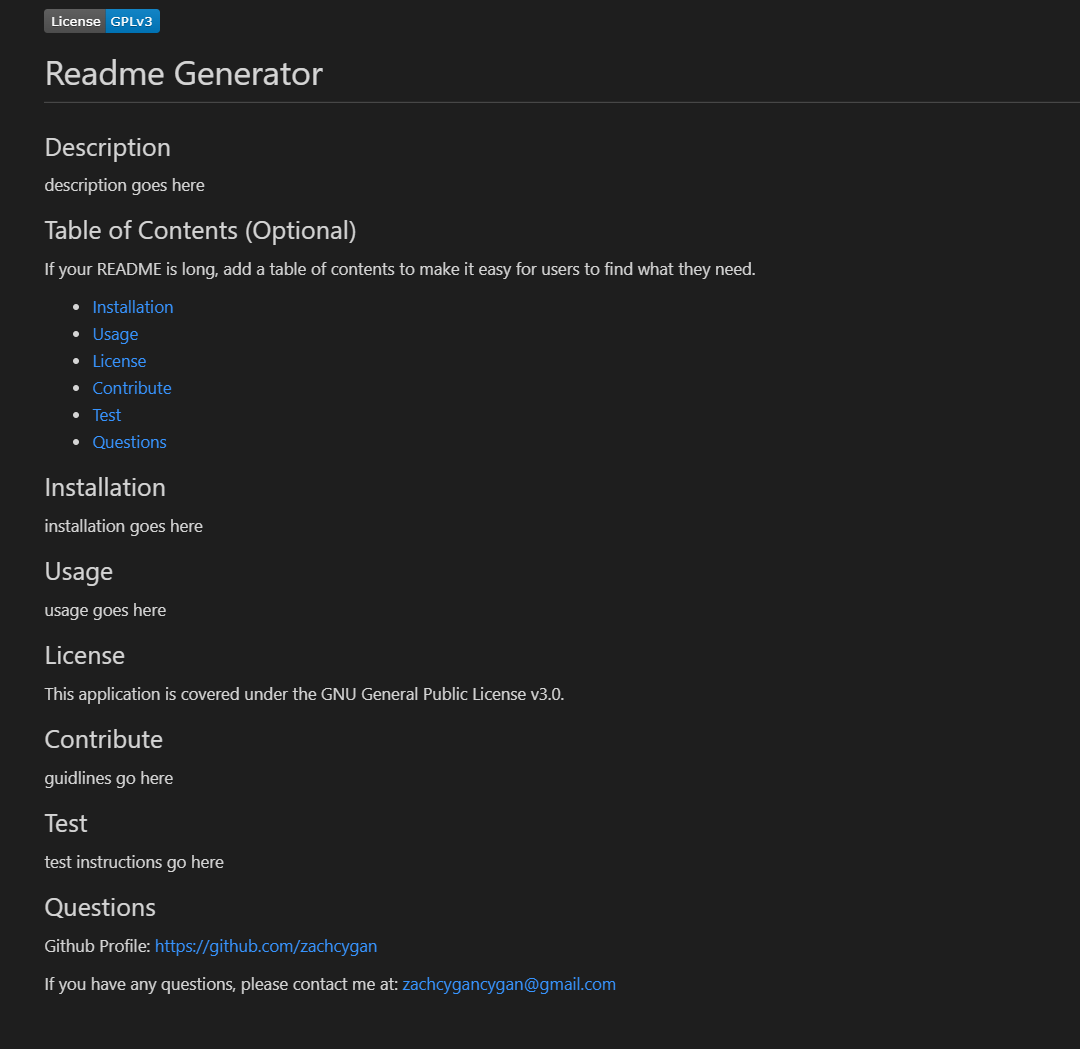 License GPLv3
Readme Generator
Description
description goes here
Table of Contents (Optional)
If your README is long, add a table of contents to make it easy for users to find what they need.
Installation
Usage
License
Contribute
Test
Questions
Installation
installation goes here
Usage
usage goes here
License
This application is covered under the GNU General Public License v3.0.
Contribute
guidlines go here
Test
test instructions go here
Questions
Github Profile: https://github.com/zachcygan
If you have any questions, please contact me at: zachcygancygan@gmail.com